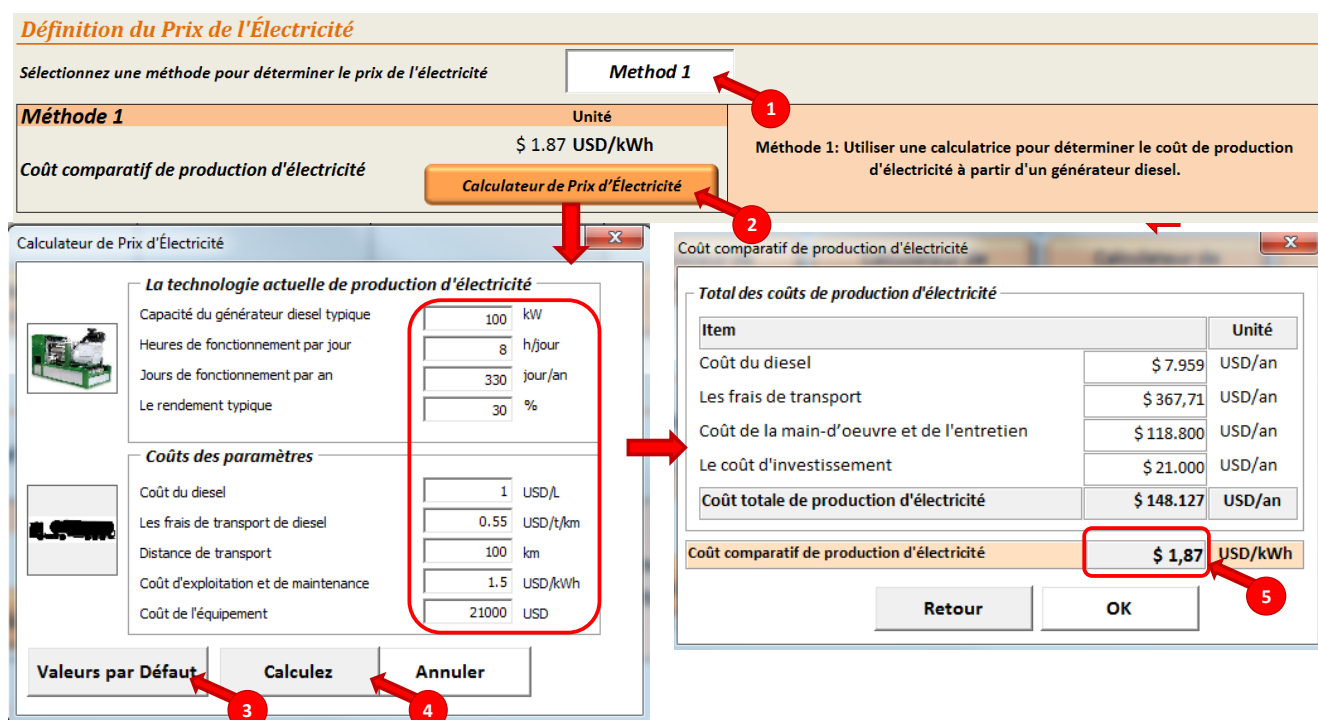 Définition du Prix de l'Électricité
Sélectionnez une méthode pour déterminer le prix de l'électricité
Method 1
1
Méthode 1
Unité
$ 1.87 USD/kWh
Coût comparatif de production d'électricité
Calculateur de Prix d'Électricité
2
Méthode 1: Utiliser une calculatrice pour déterminer le coût de production
d'électricité à partir d'un générateur diesel.
Calculateur de Prix d'Électricité
x
La technologie actuelle de production d'électricité
Capacité du générateur diesel typique 100 kW
Heures de fonctionnement par jour 8 h/jour
Jours de fonctionnement par an 330 jour/an
Le rendement typique 30 %
Coûts des paramètres
Coût du diesel 1 USD/L
Les frais de transport de diesel 0.55 USD/t/km
Distance de transport 100 km
Coût d'exploitation et de maintenance 1.5 USD/kWh
Coût de l'équipement 21000 USD
Valeurs par Défaut
Calculez
Annuler
3
4
Coût comparatif de production d'électricité
x
Total des coûts de production d'électricité
Item Unité
Coût du diesel $ 7.959 USD/an
Les frais de transport $ 367,71 USD/an
Coût de la main-d'oeuvre et de l'entretien $ 118.800 USD/an
Le coût d'investissement $ 21.000 USD/an
Coût totale de production d'électricité $ 148.127 USD/an
Coût comparatif de production d'électricité $ 1,87 USD/kWh
5
Retour
OK